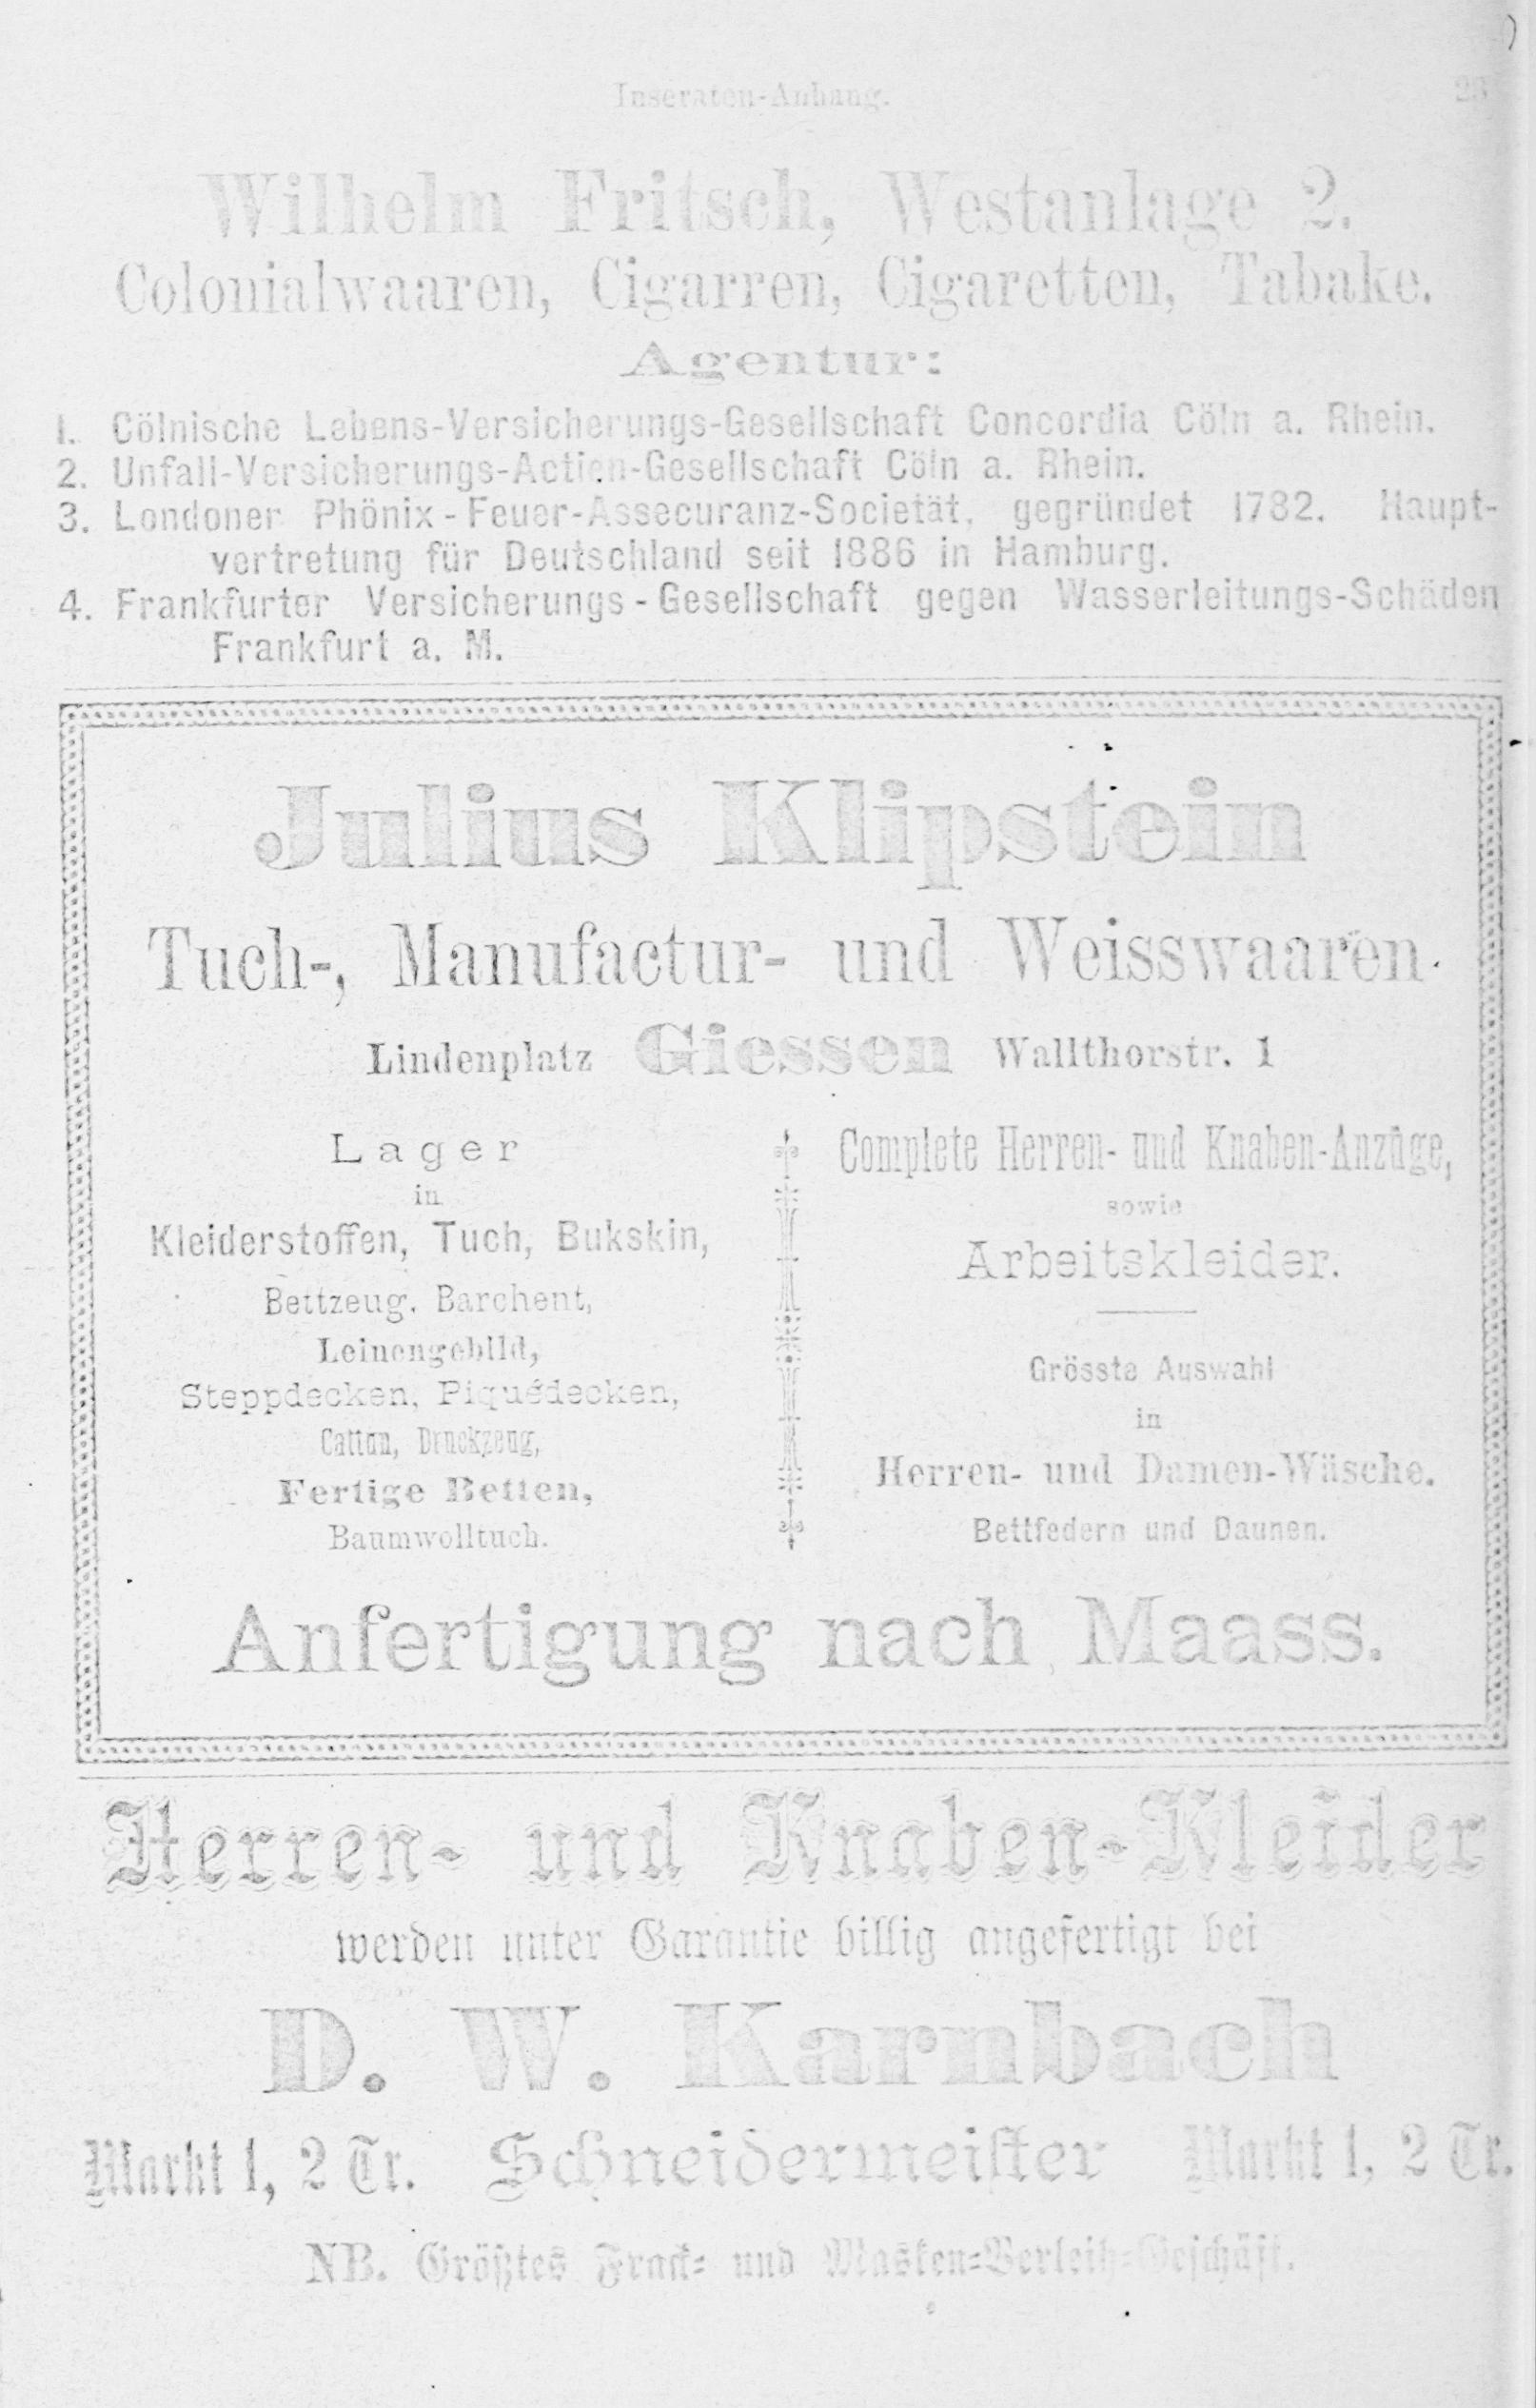 Inseraten-Anhang.
Wilhelm Fritsch, Westanlage 2.
Colonialwaaren, Cigarren, Cigaretten, Tabake.
Agentur:
1. Cölnische Lebens-Versicherungs-Gesellschaft Concordia Cöln a. Rhein.
2. Unfall-Versicherungs-Actien-Gesellschaft Cöln a. Rhein.
3. Londoner Phönix-Feuer-Assecuranz-Societät, gegründet 1782. Haupt-
vertretung für Deutschland seit 1886 in Hamburg.
4. Frankfurter Versicherungs-Gesellschaft gegen Wasserleitungs-Schäden
Frankfurt a. M.
Julius Klipstein
Tuch-, Manufactur- und Weisswaaren.
Lindenplatz Giessen Wallthorstr. 1
Lager
in
Kleiderstoffen, Tuch, Bukskin,
Bettzeug, Barchent,
Leinengebild,
Steppdecken, Piquédecken,
Cattun, Druckzeug,
Fertige Betten,
Baumwolltuch.
Complete Herren- und Knaben-Anzüge,
sowie
Arbeitskleider.
Grösste Auswahl
in
Herren- und Damen-Wäsche.
Bettfedern und Daunen.
Anfertigung nach Maass.
Herren- und Knaben-Kleider
werden unter Garantie billig angefertigt bei
D. W. Karnbach
Markt 1, 2 Tr. Schneidermeister Markt 1, 2 Tr.
NB. Größtes Frack- und Masken-Verleih-Geschäft.